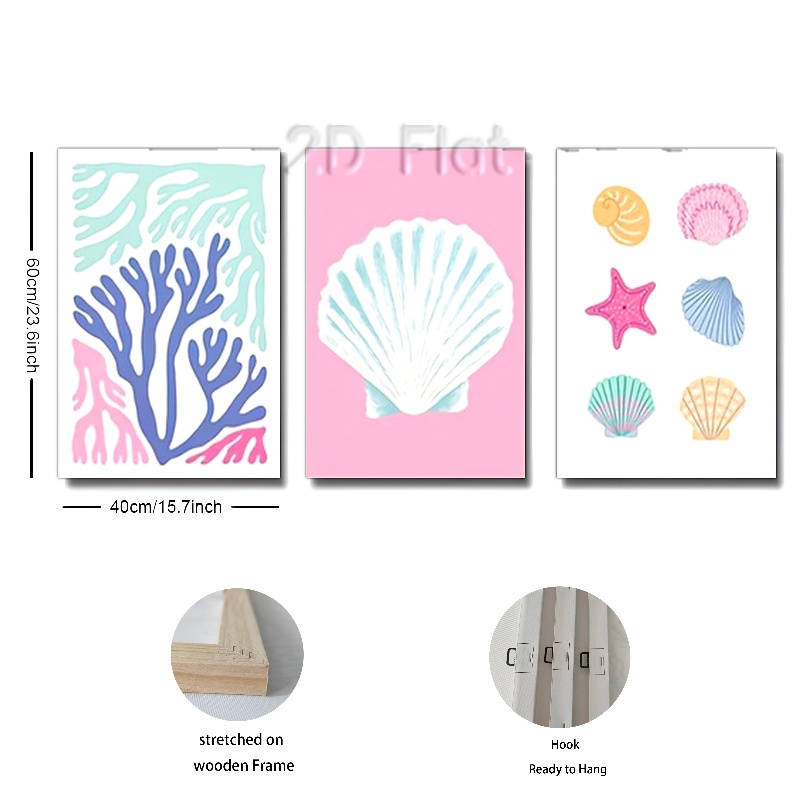 2D Flat
60cm/23.6inch
40cm/15.7inch
stretched on
wooden Frame
Hook
Ready to Hang